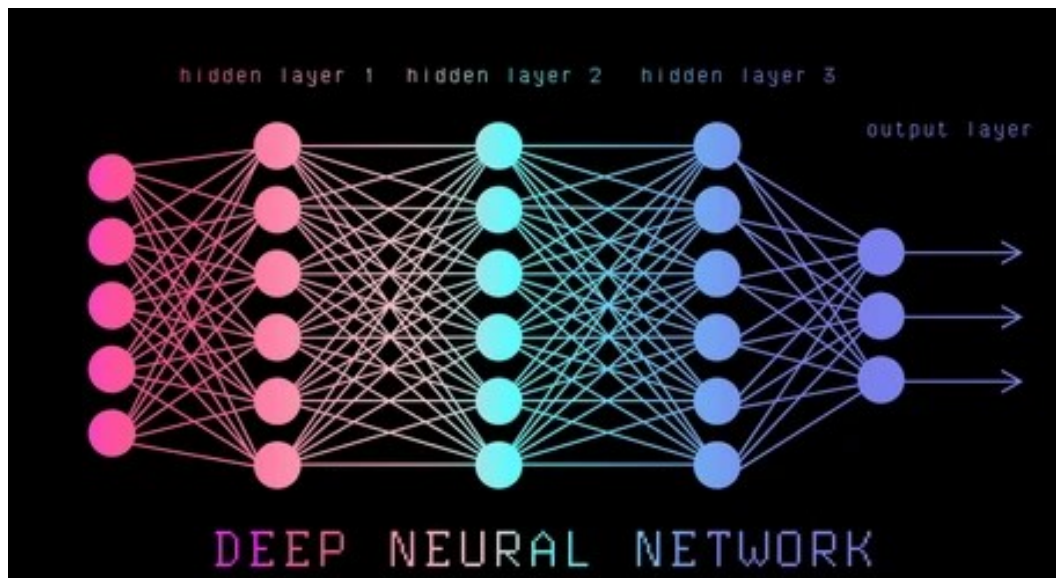 hidden layer 1 hidden layer 2 hidden layer 3
output layer
DEEP NEURAL NETWORK